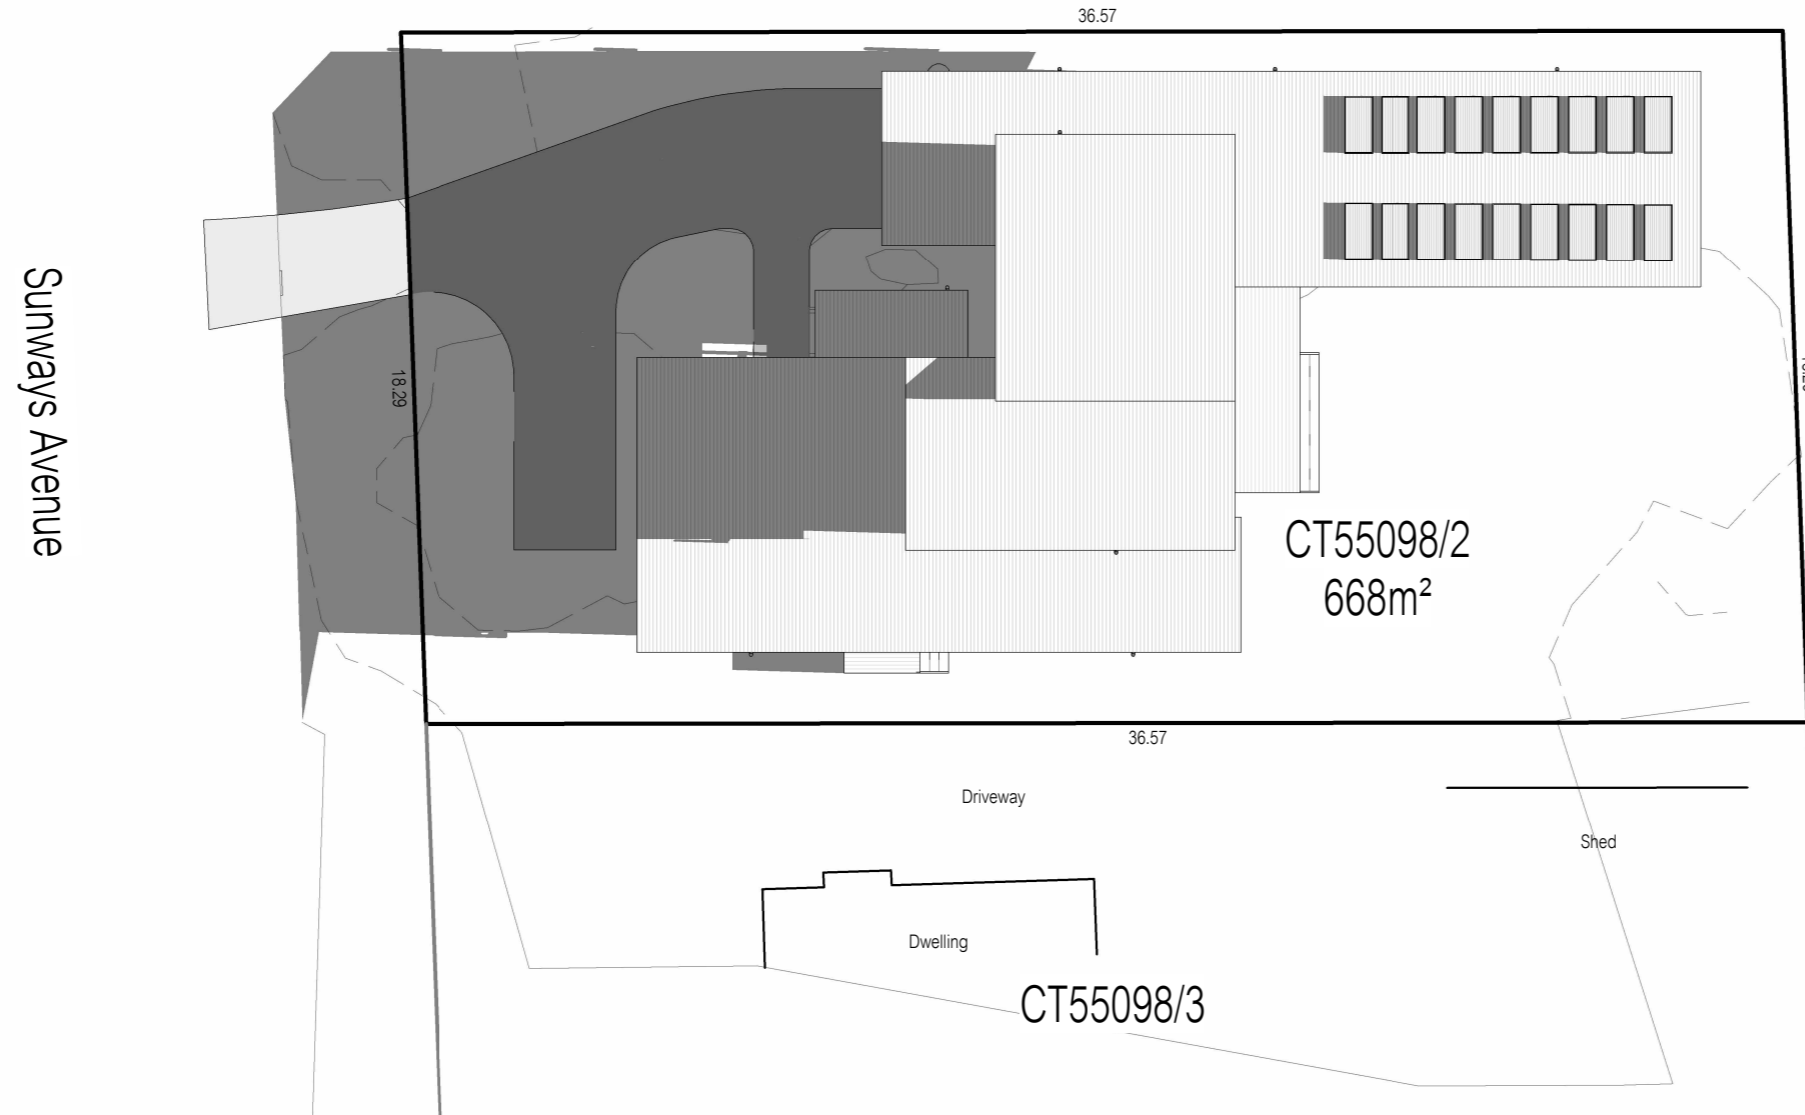 36.57
Sunways Avenue
18.29
CT55098/2
668m²
36.57
Driveway
Shed
Dwelling
CT55098/3